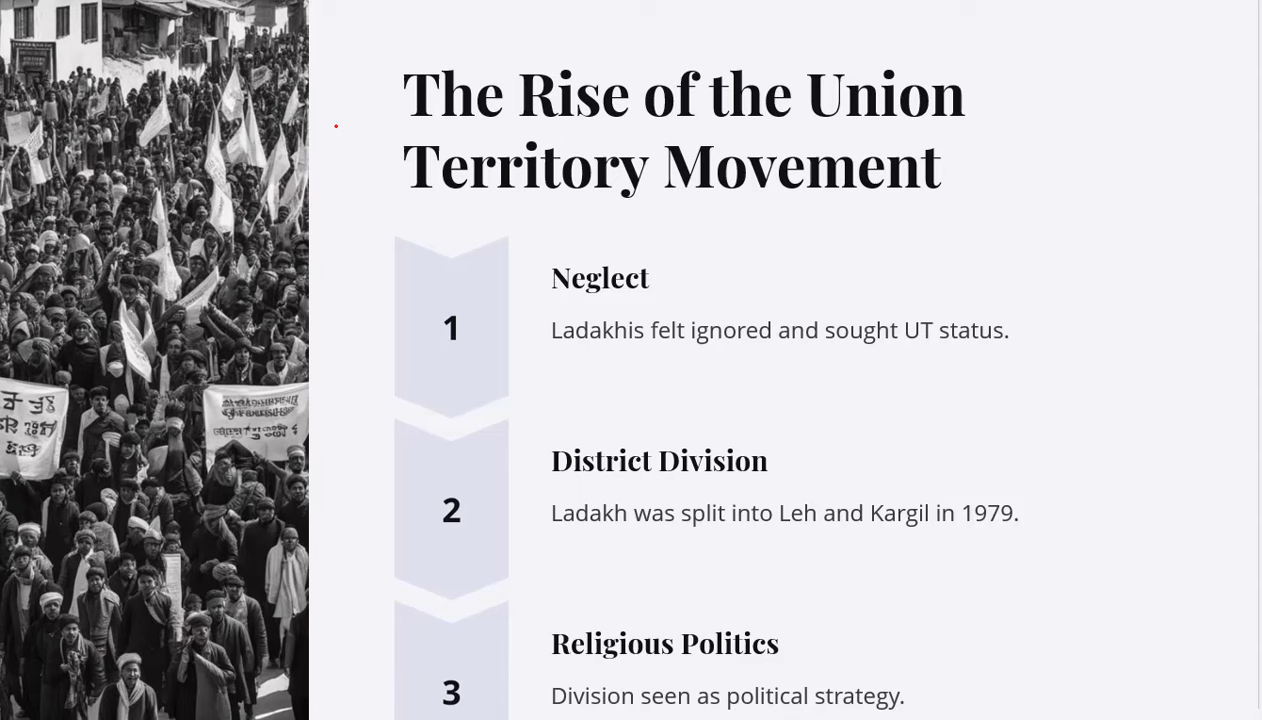 The Rise of the Union
Territory Movement
1
Neglect
Ladakhis felt ignored and sought UT status.
2
District Division
Ladakh was split into Leh and Kargil in 1979.
3
Religious Politics
Division seen as political strategy.